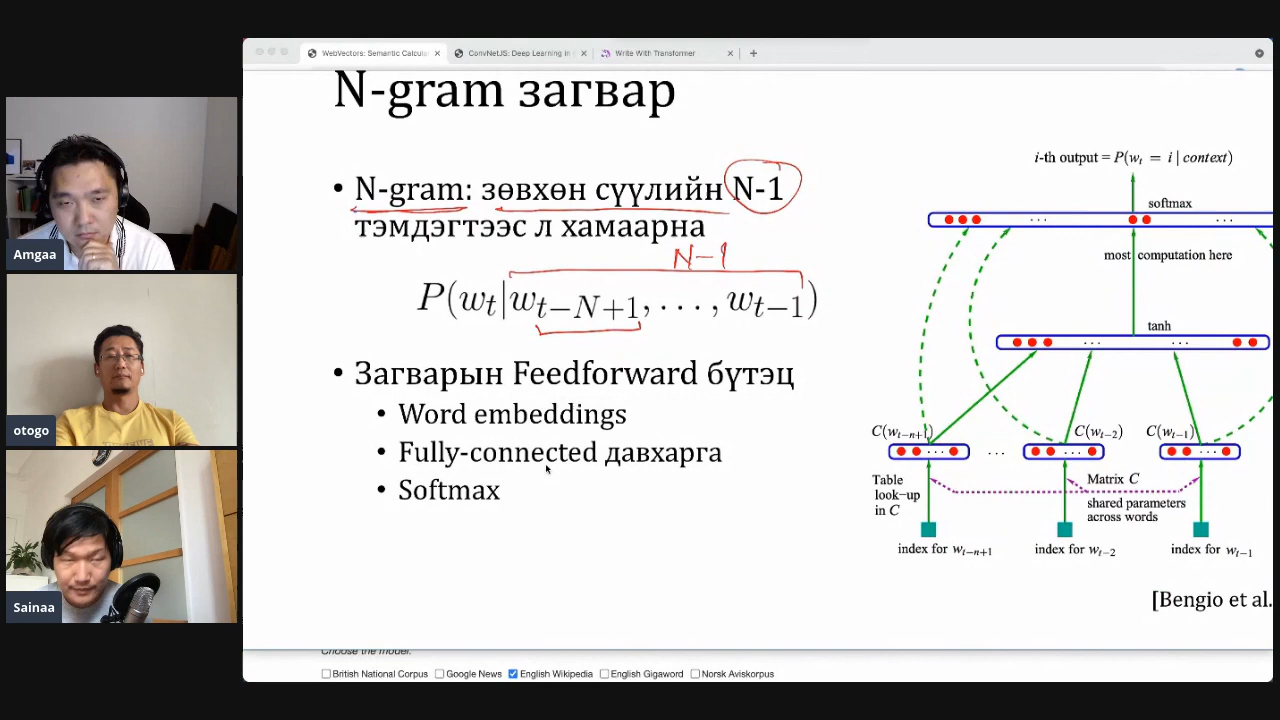 WebVectors: Semantic Calcula
ConvNetJS: Deep Learning in
Write With Transformer
N-gram загвар
• N-gram: зөвхөн сүүлийн N-1
тэмдэгтээс л хамаарна
N-1
P(w_t|w_{t-N+1}, . . . , w_{t-1})
• Загварын Feedforward бүтэц
• Word embeddings
• Fully-connected давхарга
• Softmax
i-th output = P(w_t = i | context)
softmax
. . .
. . .
most computation here
tanh
. . .
. . .
C(w_{t-n+1})
C(w_{t-2})
C(w_{t-1})
. . .
. . .
. . .
. . .
Table
look-up
in C
Matrix C
shared parameters
across words
index for w_{t-n+1}
index for w_{t-2}
index for w_{t-1}
[Bengio et al.
Choose the model:
British National Corpus
Google News
English Wikipedia
English Gigaword
Norsk Aviskorpus
Amgaa
otogo
Sainaa